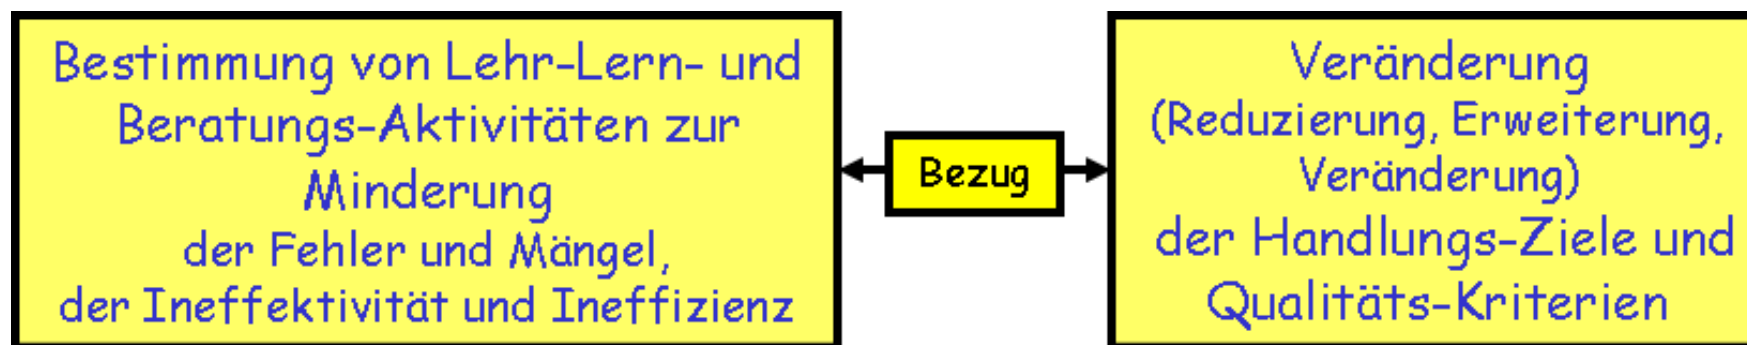 Bestimmung von Lehr-Lern- und
Beratungs-Aktivitäten zur
Minderung
der Fehler und Mängel,
der Ineffektivität und Ineffizienz
Bezug
Veränderung
(Reduzierung, Erweiterung,
Veränderung)
der Handlungs-Ziele und
Qualitäts-Kriterien